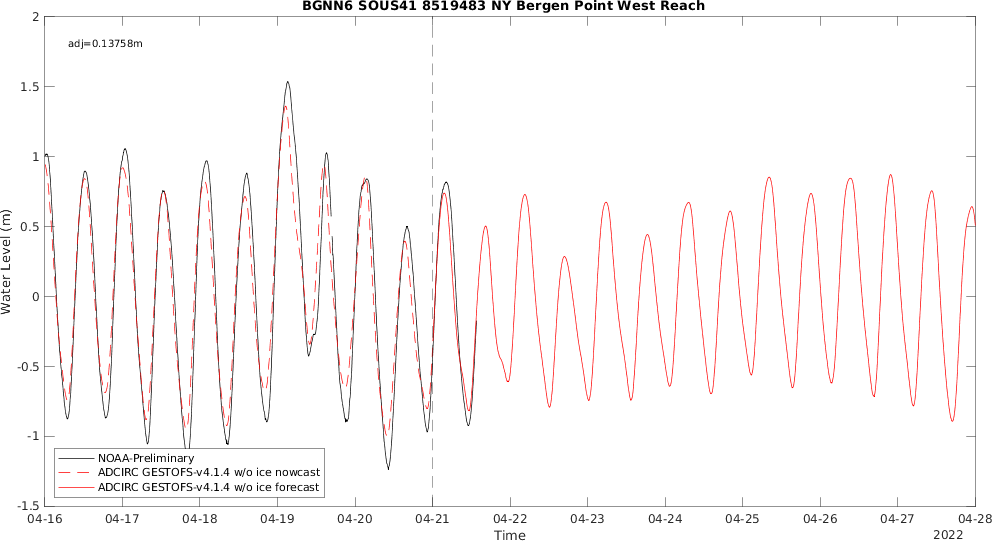 BGNN6 SOUS41 8519483 NY Bergen Point West Reach
adj=0.13758m
Water Level (m)
2
1.5
1
0.5
0
-0.5
-1
-1.5
NOAA-Preliminary
ADCIRC GESTOFS-v4.1.4 w/o ice nowcast
ADCIRC GESTOFS-v4.1.4 w/o ice forecast
04-16 04-17 04-18 04-19 04-20 04-21 04-22 04-23 04-24 04-25 04-26 04-27 04-28
Time
2022